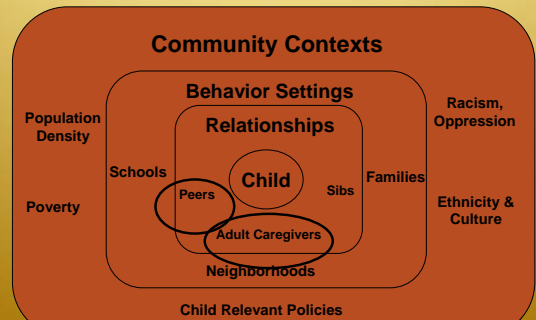 Community Contexts
Behavior Settings
Relationships
Population
Density
Racism,
Oppression
Schools
Child
Families
Peers
Sibs
Poverty
Ethnicity &
Culture
Adult Caregivers
Neighborhoods
Child Relevant Policies